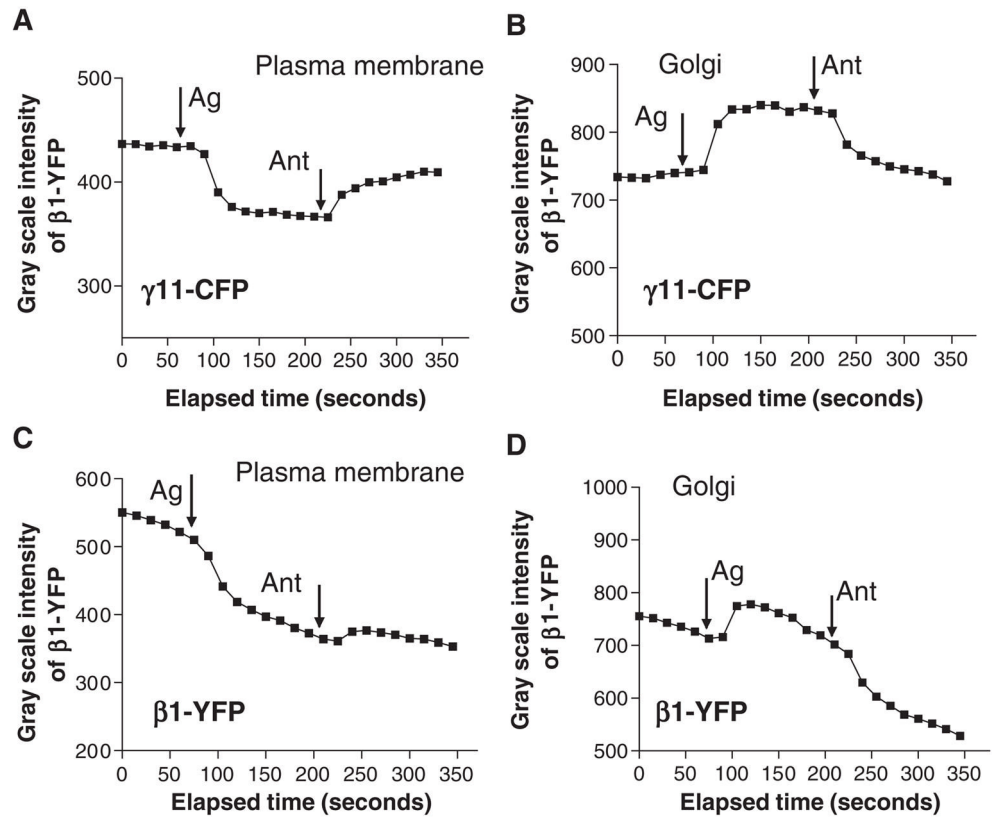 A
Plasma membrane
500
400
300
Ag
Ant
γ11-CFP
Gray scale intensity
of β1-YFP
0 50 100 150 200 250 300 350
Elapsed time (seconds)
B
Golgi
900
800
700
600
500
Ag
Ant
γ11-CFP
Gray scale intensity
of β1-YFP
0 50 100 150 200 250 300 350
Elapsed time (seconds)
C
Plasma membrane
600
500
400
300
200
Ag
Ant
β1-YFP
Gray scale intensity
of β1-YFP
0 50 100 150 200 250 300 350
Elapsed time (seconds)
D
Golgi
1000
900
800
700
600
500
Ag
Ant
β1-YFP
Gray scale intensity
of β1-YFP
0 50 100 150 200 250 300 350
Elapsed time (seconds)